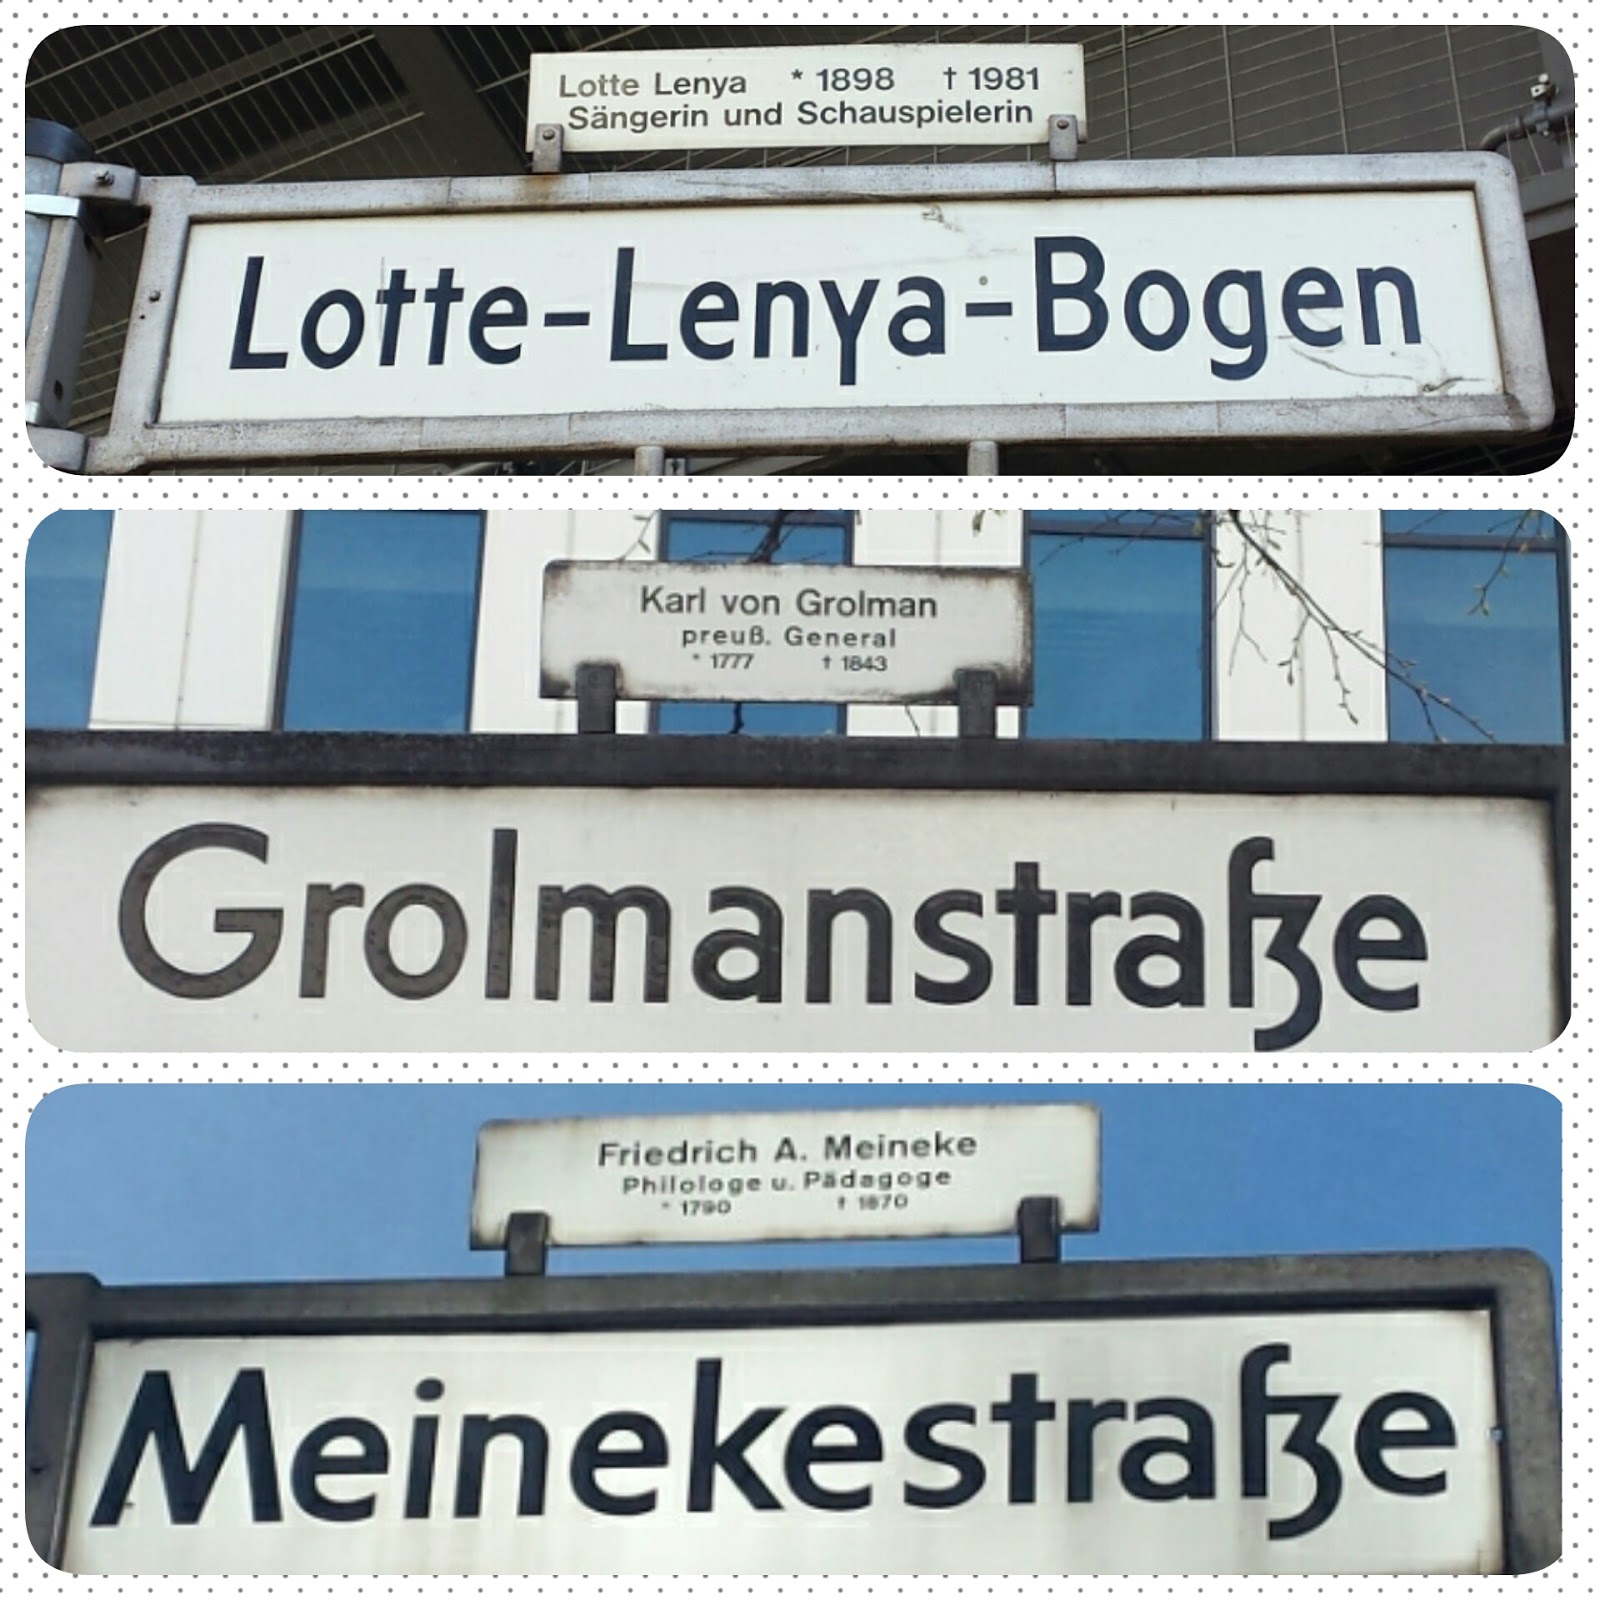 Lotte Lenya * 1898 † 1981
Sängerin und Schauspielerin
Lotte-Lenya-Bogen
Karl von Grolman
preuß. General
* 1777 † 1843
Grolmanstraße
Friedrich A. Meineke
Philologe u. Pädagoge
* 1790 † 1870
Meinekestraße